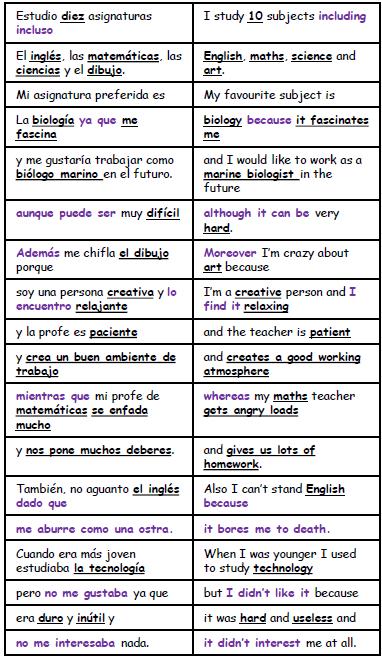 Estudio diez asignaturas
incluso
I study 10 subjects including
El inglés, las matemáticas, las
ciencias y el dibujo.
English, maths, science and
art.
Mi asignatura preferida es
My favourite subject is
La biología ya que me
fascina
biology because it fascinates
me
y me gustaría trabajar como
biólogo marino en el futuro.
and I would like to work as a
marine biologist in the
future
aunque puede ser muy difícil
although it can be very
hard.
Además me chifla el dibujo
porque
Moreover I'm crazy about
art because
soy una persona creativa y lo
encuentro relajante
I'm a creative person and I
find it relaxing
y la profe es paciente
and the teacher is patient
y crea un buen ambiente de
trabajo
and creates a good working
atmosphere
mientras que mi profe de
matemáticas se enfada
mucho
whereas my maths teacher
gets angry loads
y nos pone muchos deberes.
and gives us lots of
homework.
También, no aguanto el inglés
dado que
Also I can't stand English
because
me aburre como una ostra.
it bores me to death.
Cuando era más joven
estudiaba la tecnología
When I was younger I used
to study technology
pero no me gustaba ya que
but I didn't like it because
era duro y inútil y
it was hard and useless and
no me interesaba nada.
it didn't interest me at all.